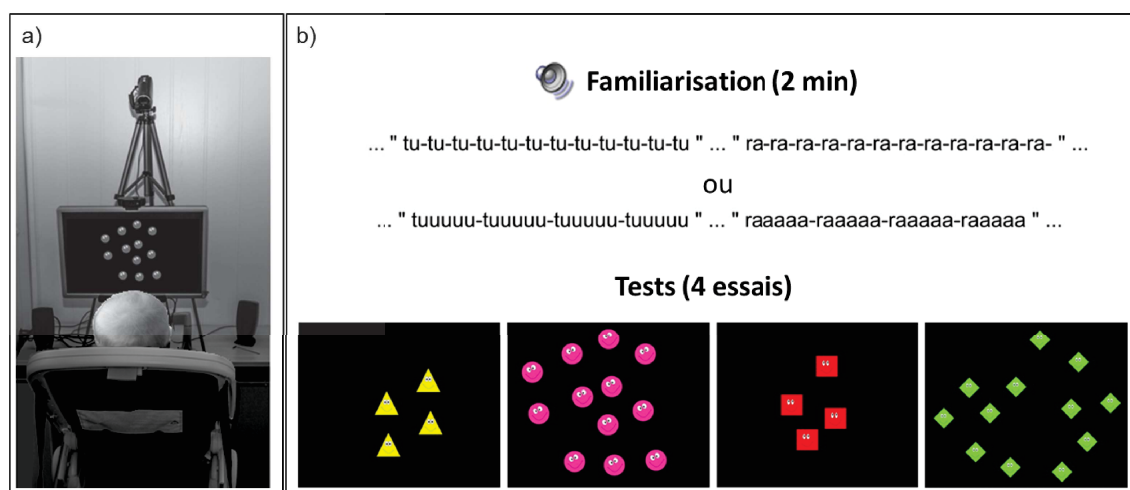 a)
b)
Familiarisation (2 min)
... " tu-tu-tu-tu-tu-tu-tu-tu-tu-tu-tu-tu " ... " ra-ra-ra-ra-ra-ra-ra-ra-ra-ra-ra-ra- " ...
ou
... " tuuuuu-tuuuuu-tuuuuu-tuuuuu " ... " raaaaa-raaaaa-raaaaa-raaaaa " ...
Tests (4 essais)